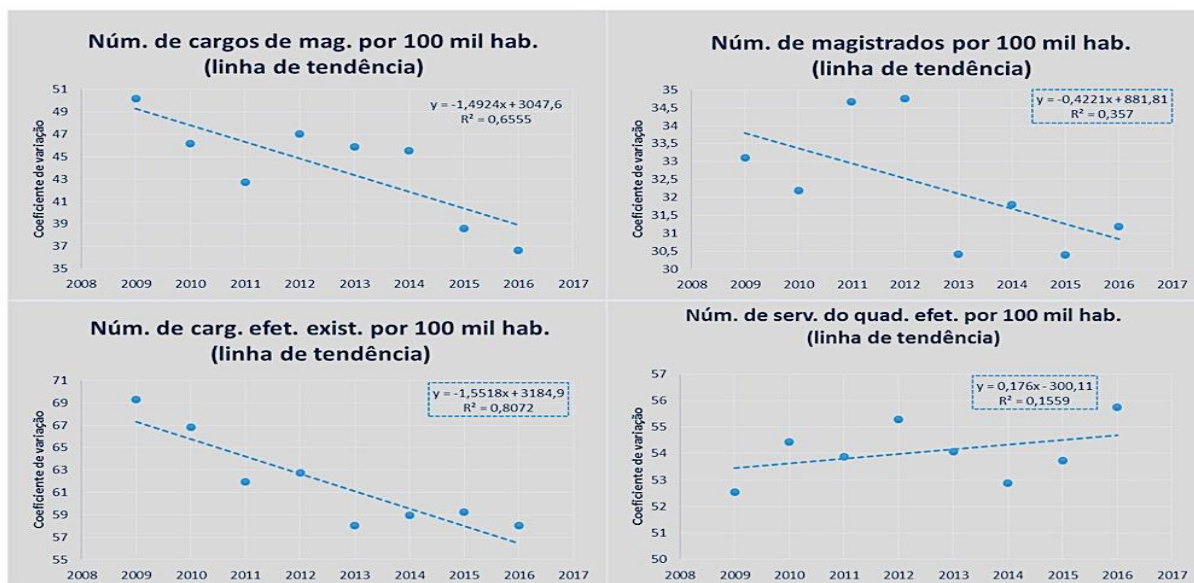 Núm. de cargos de mag. por 100 mil hab.
(linha de tendência)
y = -1,4924x + 3047,6
R² = 0,6555
Coeficiente de variação
51
49
47
45
43
41
39
37
35
2008 2009 2010 2011 2012 2013 2014 2015 2016 2017
Núm. de magistrados por 100 mil hab.
(linha de tendência)
y = -0,4221x + 881,81
R² = 0,357
Coeficiente de variação
35
34,5
34
33,5
33
32,5
32
31,5
31
30,5
30
2008 2009 2010 2011 2012 2013 2014 2015 2016 2017
Núm. de carg. efet. exist. por 100 mil hab.
(linha de tendência)
y = -1,5518x + 3184,9
R² = 0,8072
Coeficiente de variação
71
69
67
65
63
61
59
57
55
2008 2009 2010 2011 2012 2013 2014 2015 2016 2017
Núm. de serv. do quad. efet. por 100 mil hab.
(linha de tendência)
y = 0,176x - 300,11
R² = 0,1559
Coeficiente de variação
57
56
55
54
53
52
51
50
2008 2009 2010 2011 2012 2013 2014 2015 2016 2017